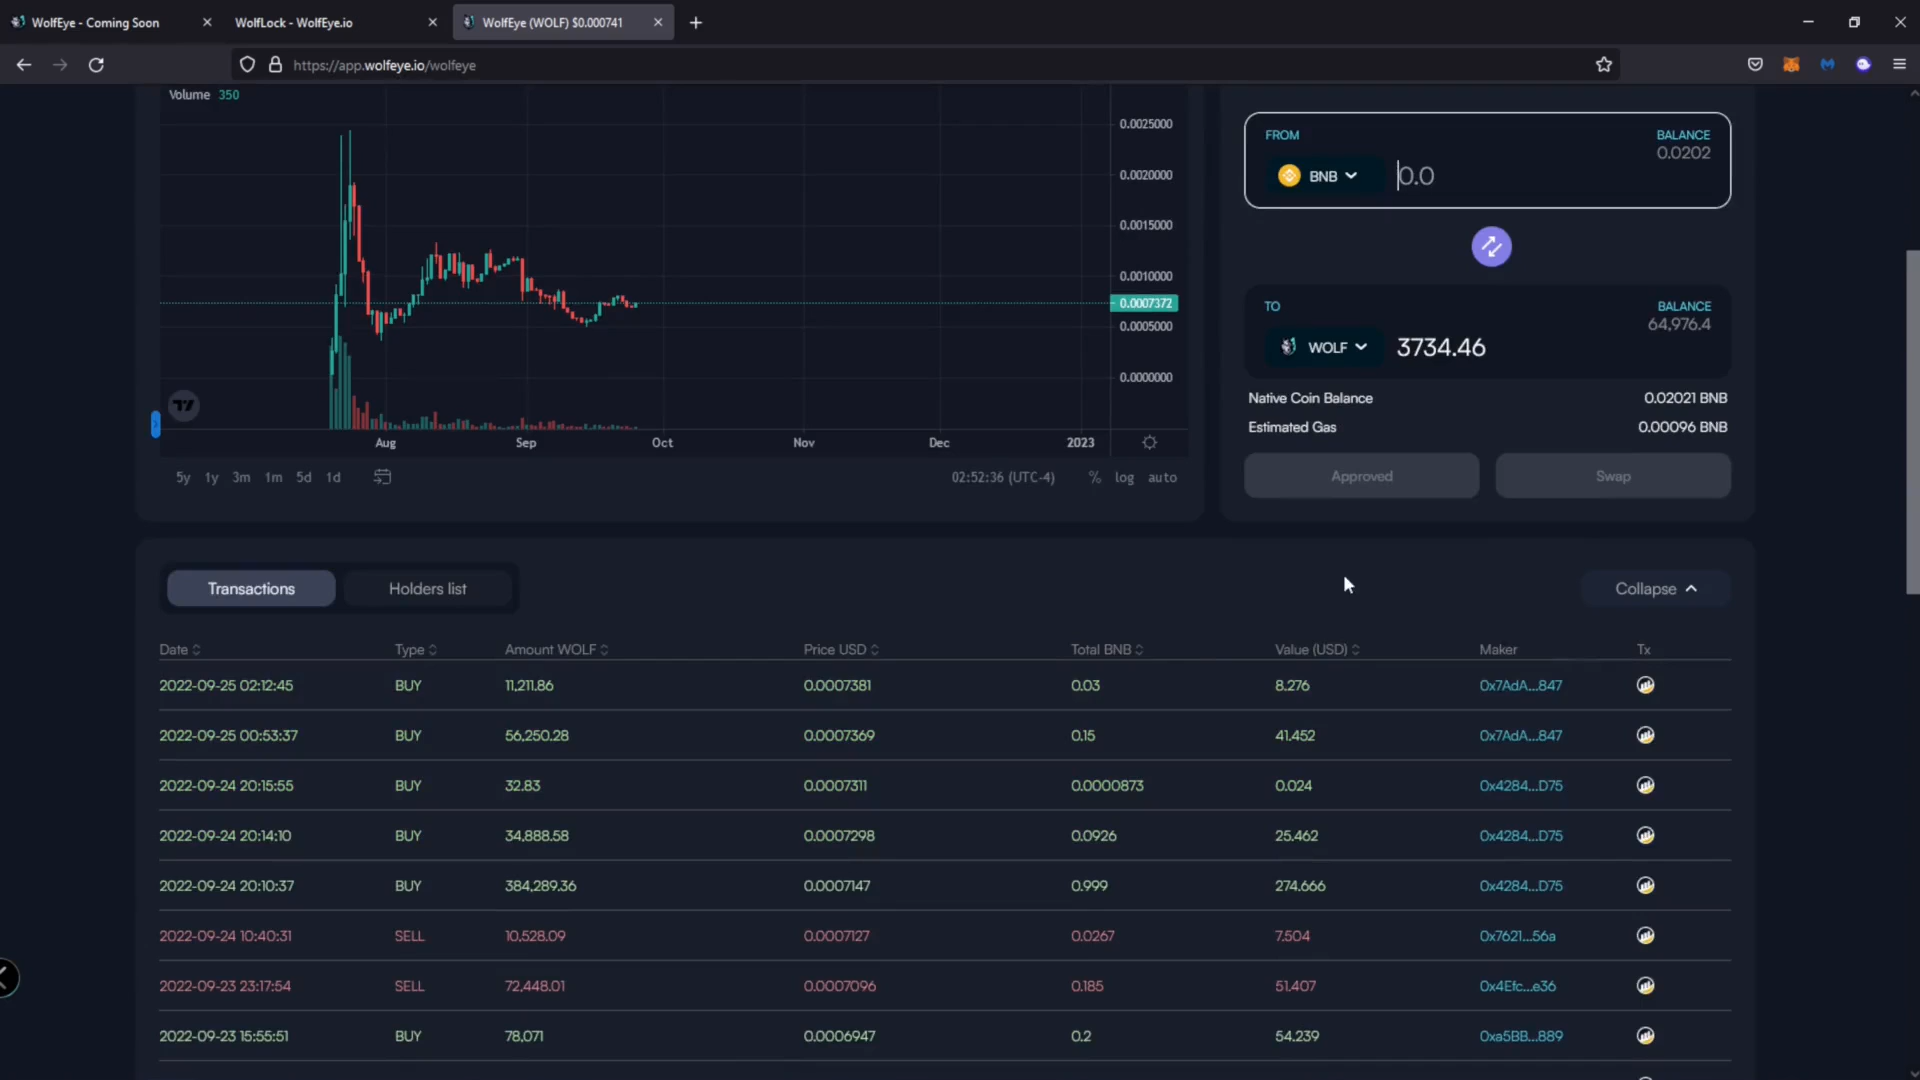 WolfEye - Coming Soon
WolfLock - WolfEye.io
WolfEye (WOLF) $0.000741
https://app.wolfeye.io/wolfeye
Volume 350
0.0025000
0.0020000
0.0015000
0.0010000
0.0007372
0.0005000
0.0000000
Aug Sep Oct Nov Dec 2023
5y 1y 3m 1m 5d 1d
02:52:36 (UTC-4)
% log auto
FROM
BALANCE
0.0202
BNB
0.0
TO
BALANCE
64,976.4
WOLF
3734.46
Native Coin Balance 0.02021 BNB
Estimated Gas 0.00096 BNB
Approved Swap
Transactions Holders list Collapse
Date Type Amount WOLF Price USD Total BNB Value (USD) Maker Tx
2022-09-25 02:12:45 BUY 11,211.86 0.0007381 0.03 8.276 0x7AdA...847
2022-09-25 00:53:37 BUY 56,250.28 0.0007369 0.15 41.452 0x7AdA...847
2022-09-24 20:15:55 BUY 32.83 0.0007311 0.0000873 0.024 0x4284...D75
2022-09-24 20:14:10 BUY 34,888.58 0.0007298 0.0926 25.462 0x4284...D75
2022-09-24 20:10:37 BUY 384,289.36 0.0007147 0.999 274.666 0x4284...D75
2022-09-24 10:40:31 SELL 10,528.09 0.0007127 0.0267 7.504 0x7621...56a
2022-09-23 23:17:54 SELL 72,448.01 0.0007096 0.185 51.407 0x4Efc...e36
2022-09-23 15:55:51 BUY 78,071 0.0006947 0.2 54.239 0xa5BB...889